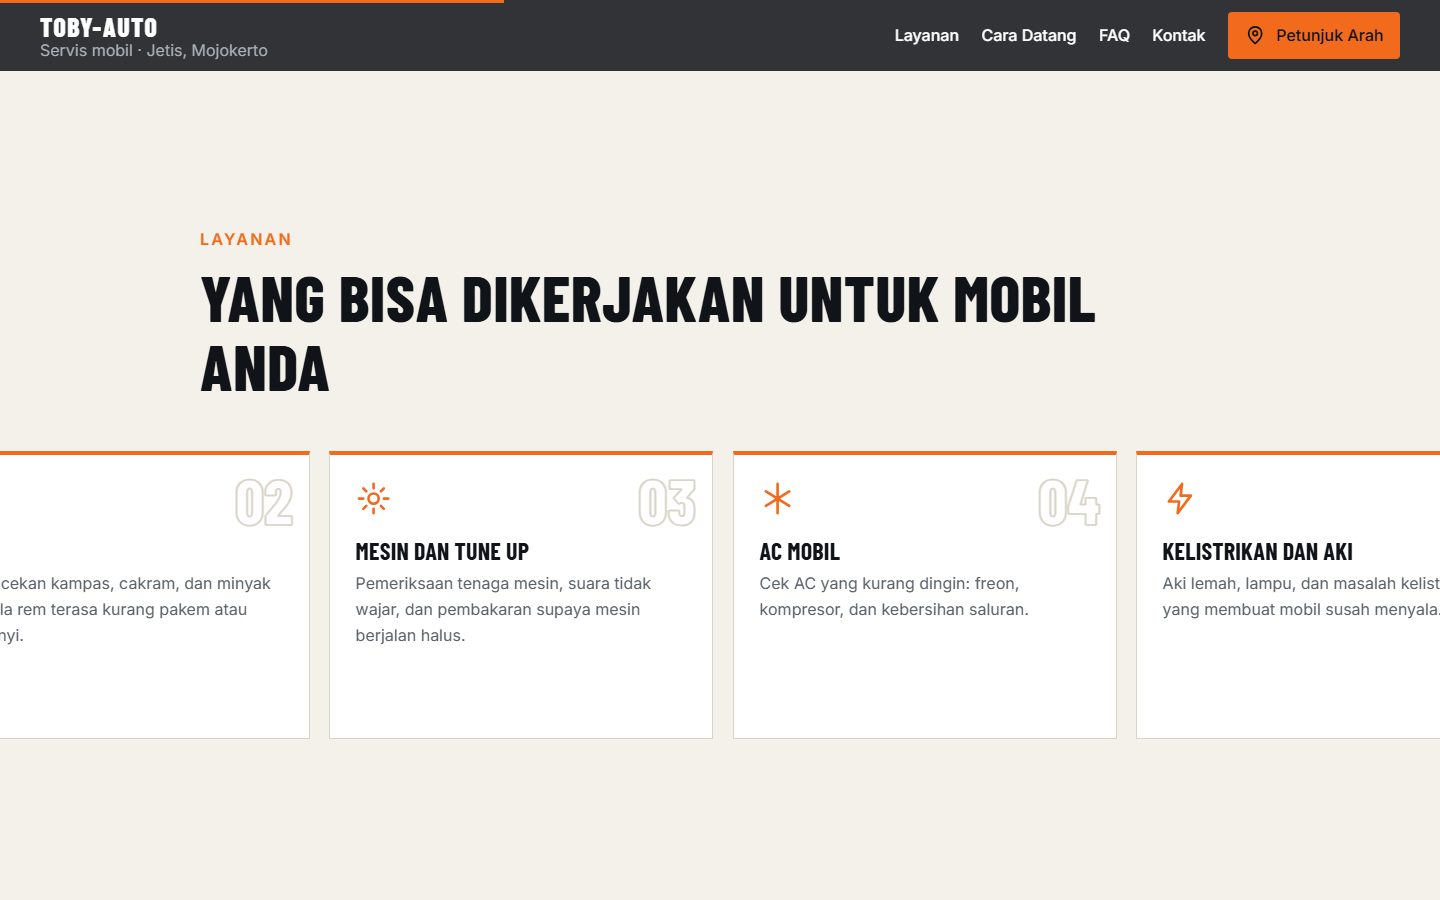 TOBY-AUTO
Servis mobil · Jetis, Mojokerto
Layanan
Cara Datang
FAQ
Kontak
Petunjuk Arah
LAYANAN
YANG BISA DIKERJAKAN UNTUK MOBIL
ANDA
02
cekan kampas, cakram, dan minyak
la rem terasa kurang pakem atau
nyi.
03
MESIN DAN TUNE UP
Pemeriksaan tenaga mesin, suara tidak
wajar, dan pembakaran supaya mesin
berjalan halus.
04
AC MOBIL
Cek AC yang kurang dingin: freon,
kompresor, dan kebersihan saluran.
KELISTRIKAN DAN AKI
Aki lemah, lampu, dan masalah kelist
yang membuat mobil susah menyala.